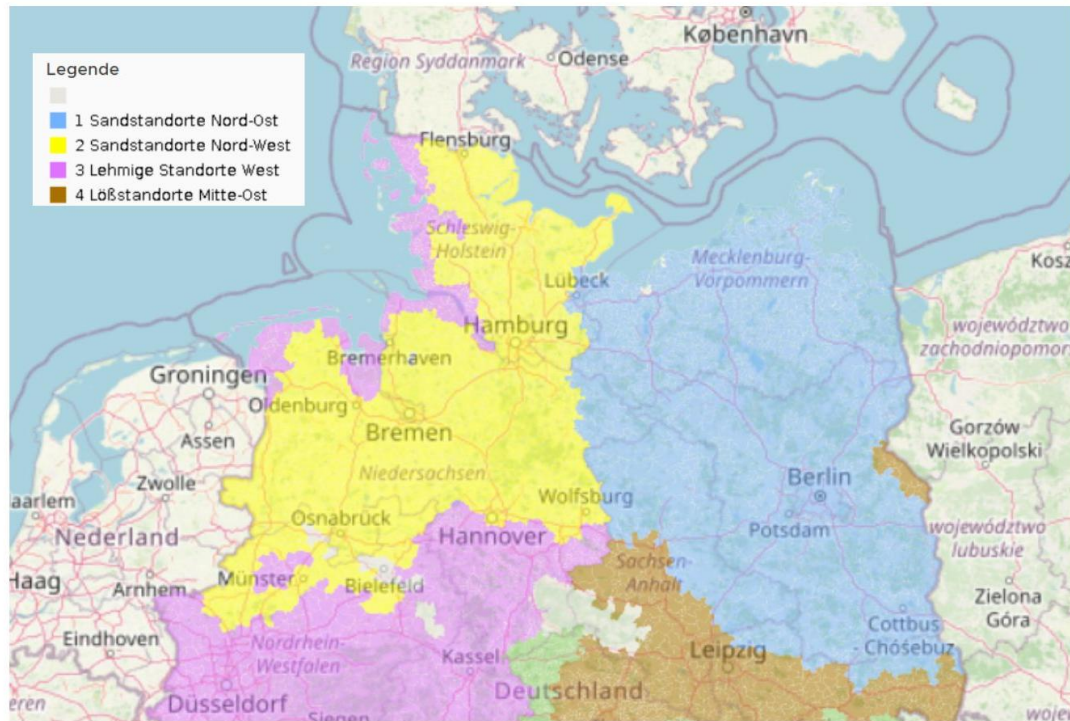 København
Legende
Region Syddanmark
Odense
1 Sandstandorte Nord-Ost
2 Sandstandorte Nord-West
3 Lehmige Standorte West
4 Lößstandorte Mitte-Ost
Flensburg
Schleswig-
Holstein
Mecklenburg-
Vorpommern
Kosz
Lübeck
Hamburg
województwo
zachodniopomor
Bremerhaven
Groningen
Oldenburg
Assen
Bremen
Gorzów
Wielkopolski
Niedersachsen
Zwolle
Berlin
Wolfsburg
aarlem
Osnabrück
Potsdam
województwo
lubuskie
Nederland
Hannover
Sachsen-
Anhalt
Haag
Arnhem
Münster
Bielefeld
Zielona
Góra
Eindhoven
Nordrhein-
Westfalen
Cottbus
- Chóśebuz
Kassel
Leipzig
Düsseldorf
Deutschland
eren
Siegen
wojew